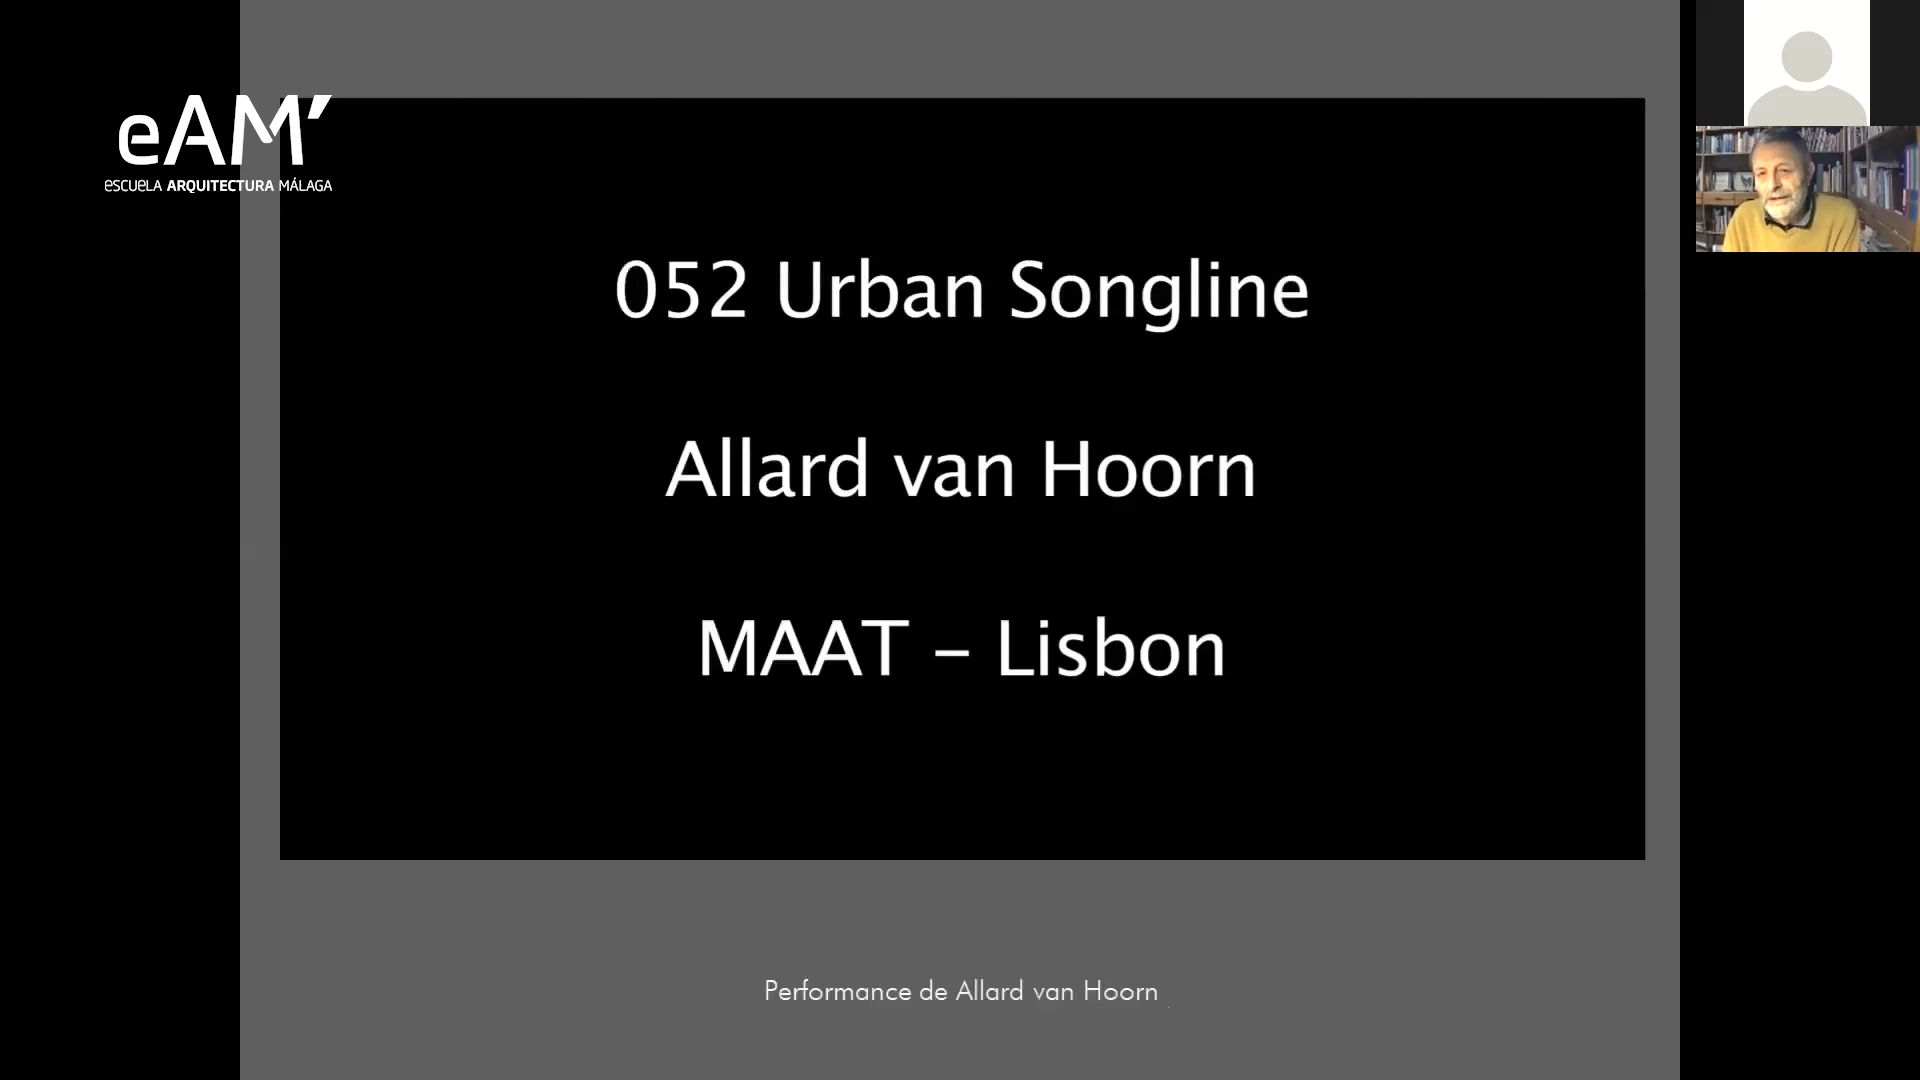 eAM'
ESCUELA ARQUITECTURA MÁLAGA
052 Urban Songline
Allard van Hoorn
MAAT – Lisbon
Performance de Allard van Hoorn